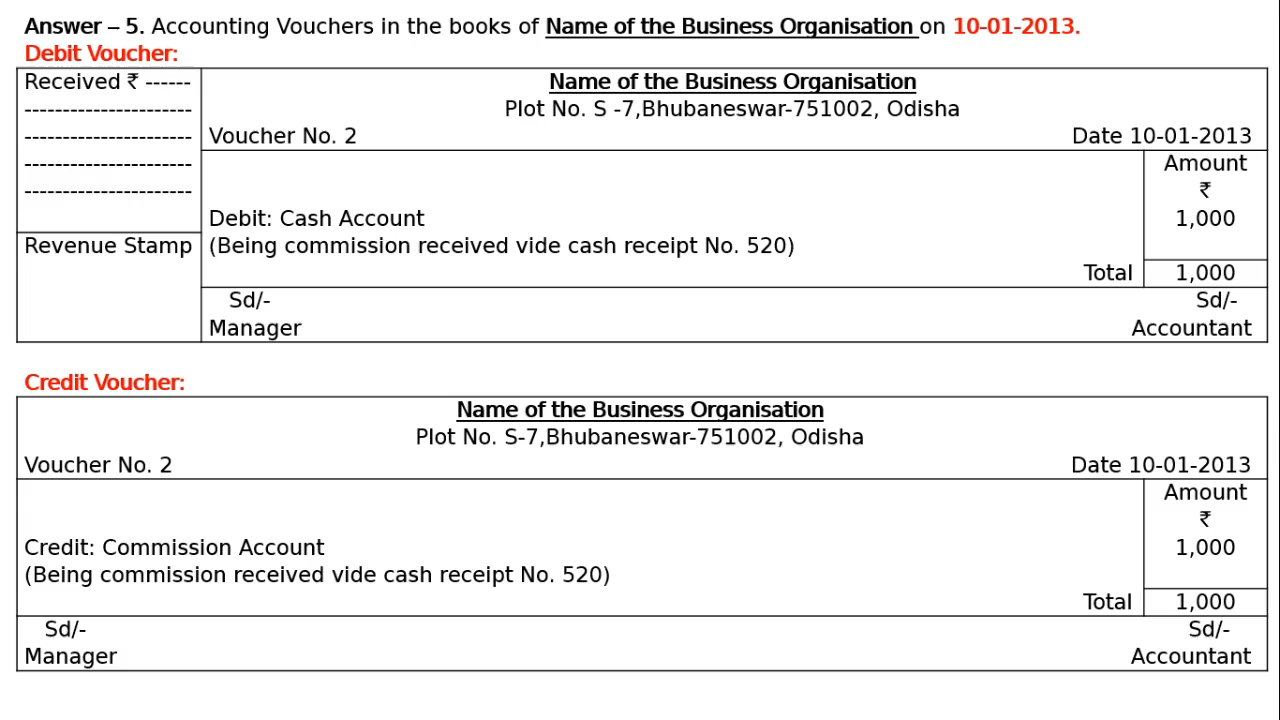 Answer – 5. Accounting Vouchers in the books of Name of the Business Organisation on 10-01-2013.
Debit Voucher:
Received ₹ ------
----------------------
----------------------
----------------------
----------------------
Revenue Stamp
Name of the Business Organisation
Plot No. S -7,Bhubaneswar-751002, Odisha
Voucher No. 2 Date 10-01-2013
Amount
₹
Debit: Cash Account 1,000
(Being commission received vide cash receipt No. 520)
Total 1,000
Sd/- Sd/-
Manager Accountant
Credit Voucher:
Name of the Business Organisation
Plot No. S-7,Bhubaneswar-751002, Odisha
Voucher No. 2 Date 10-01-2013
Amount
₹
Credit: Commission Account 1,000
(Being commission received vide cash receipt No. 520)
Total 1,000
Sd/- Sd/-
Manager Accountant